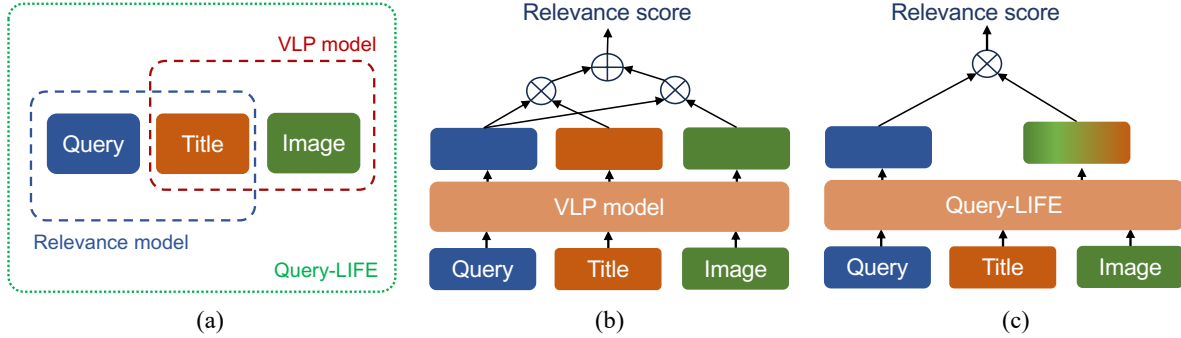 VLP model
Query
Title
Image
Relevance model
Query-LIFE
(a)
Relevance score
VLP model
Query
Title
Image
(b)
Relevance score
Query-LIFE
Query
Title
Image
(c)